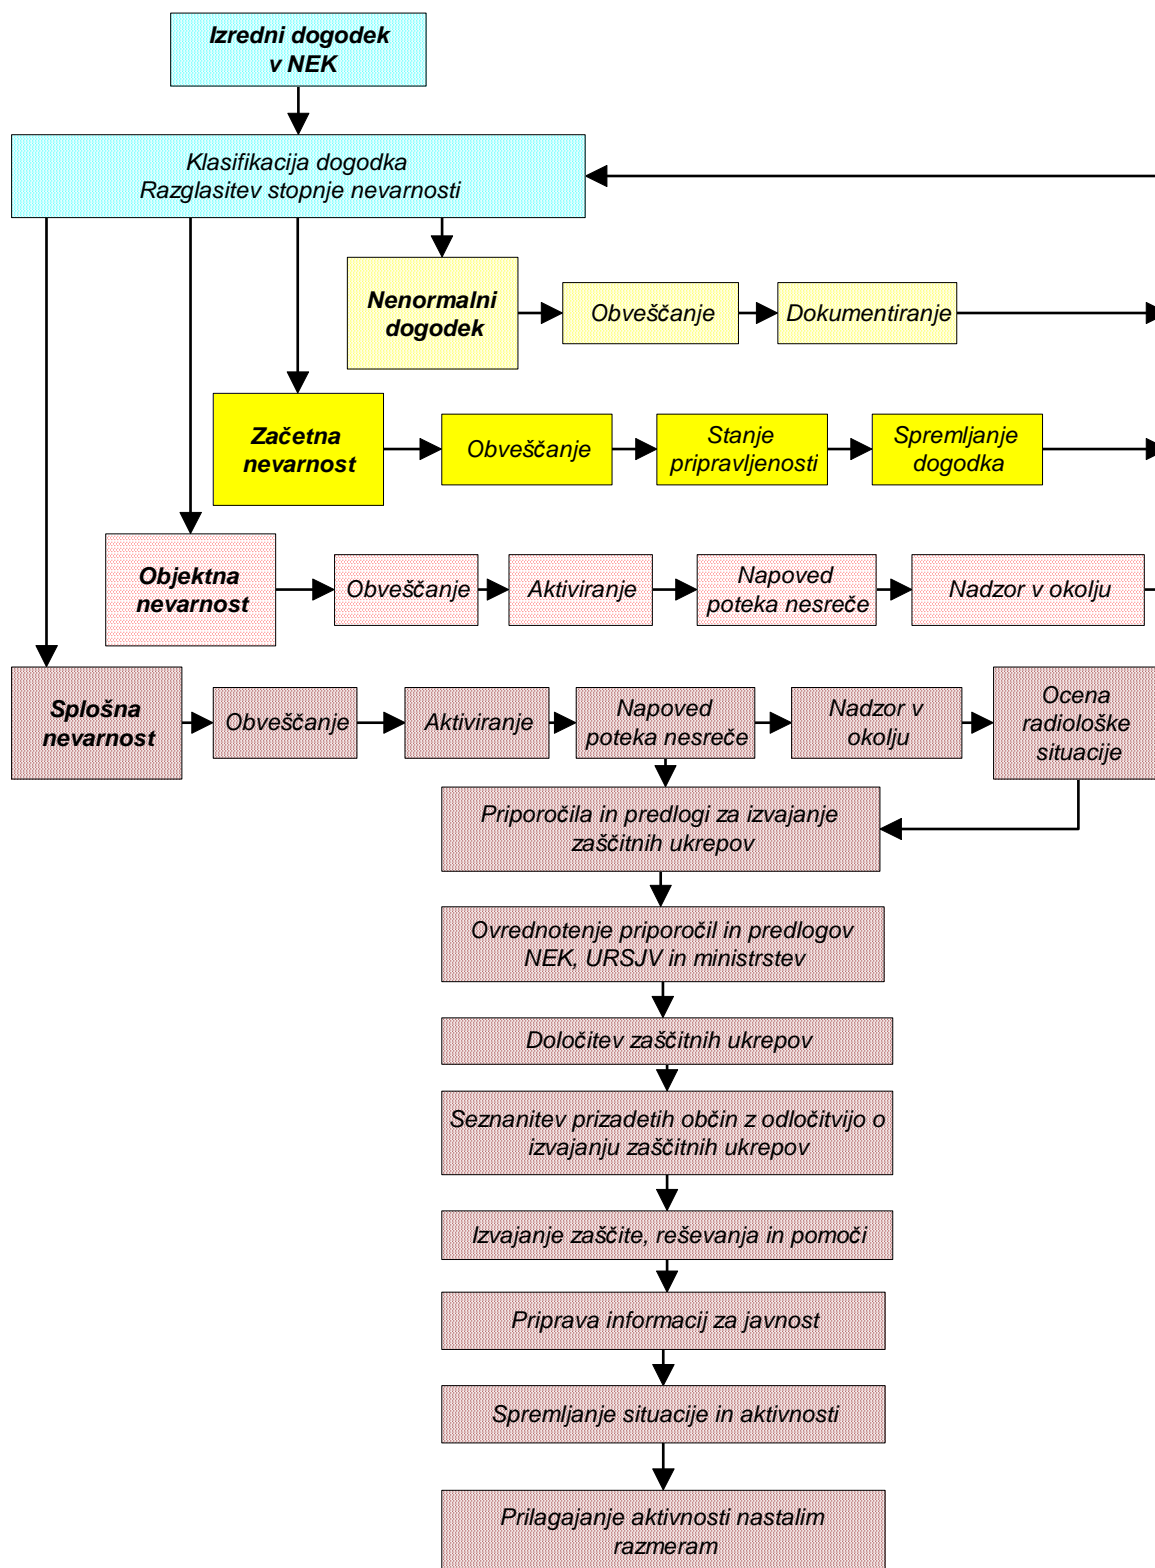 Izredni dogodek
v NEK
Klasifikacija dogodka
Razglasitev stopnje nevarnosti
Nenormalni
dogodek
Obveščanje
Dokumentiranje
Začetna
nevarnost
Obveščanje
Stanje
pripravljenosti
Spremljanje
dogodka
Objektna
nevarnost
Obveščanje
Aktiviranje
Napoved
poteka nesreče
Nadzor v okolju
Splošna
nevarnost
Obveščanje
Aktiviranje
Napoved
poteka nesreče
Nadzor v
okolju
Ocena
radiološke
situacije
Priporočila in predlogi za izvajanje
zaščitnih ukrepov
Ovrednotenje priporočil in predlogov
NEK, URSJV in ministrstev
Določitev zaščitnih ukrepov
Seznanitev prizadetih občin z odločitvijo o
izvajanju zaščitnih ukrepov
Izvajanje zaščite, reševanja in pomoči
Priprava informacij za javnost
Spremljanje situacije in aktivnosti
Prilagajanje aktivnosti nastalim
razmeram